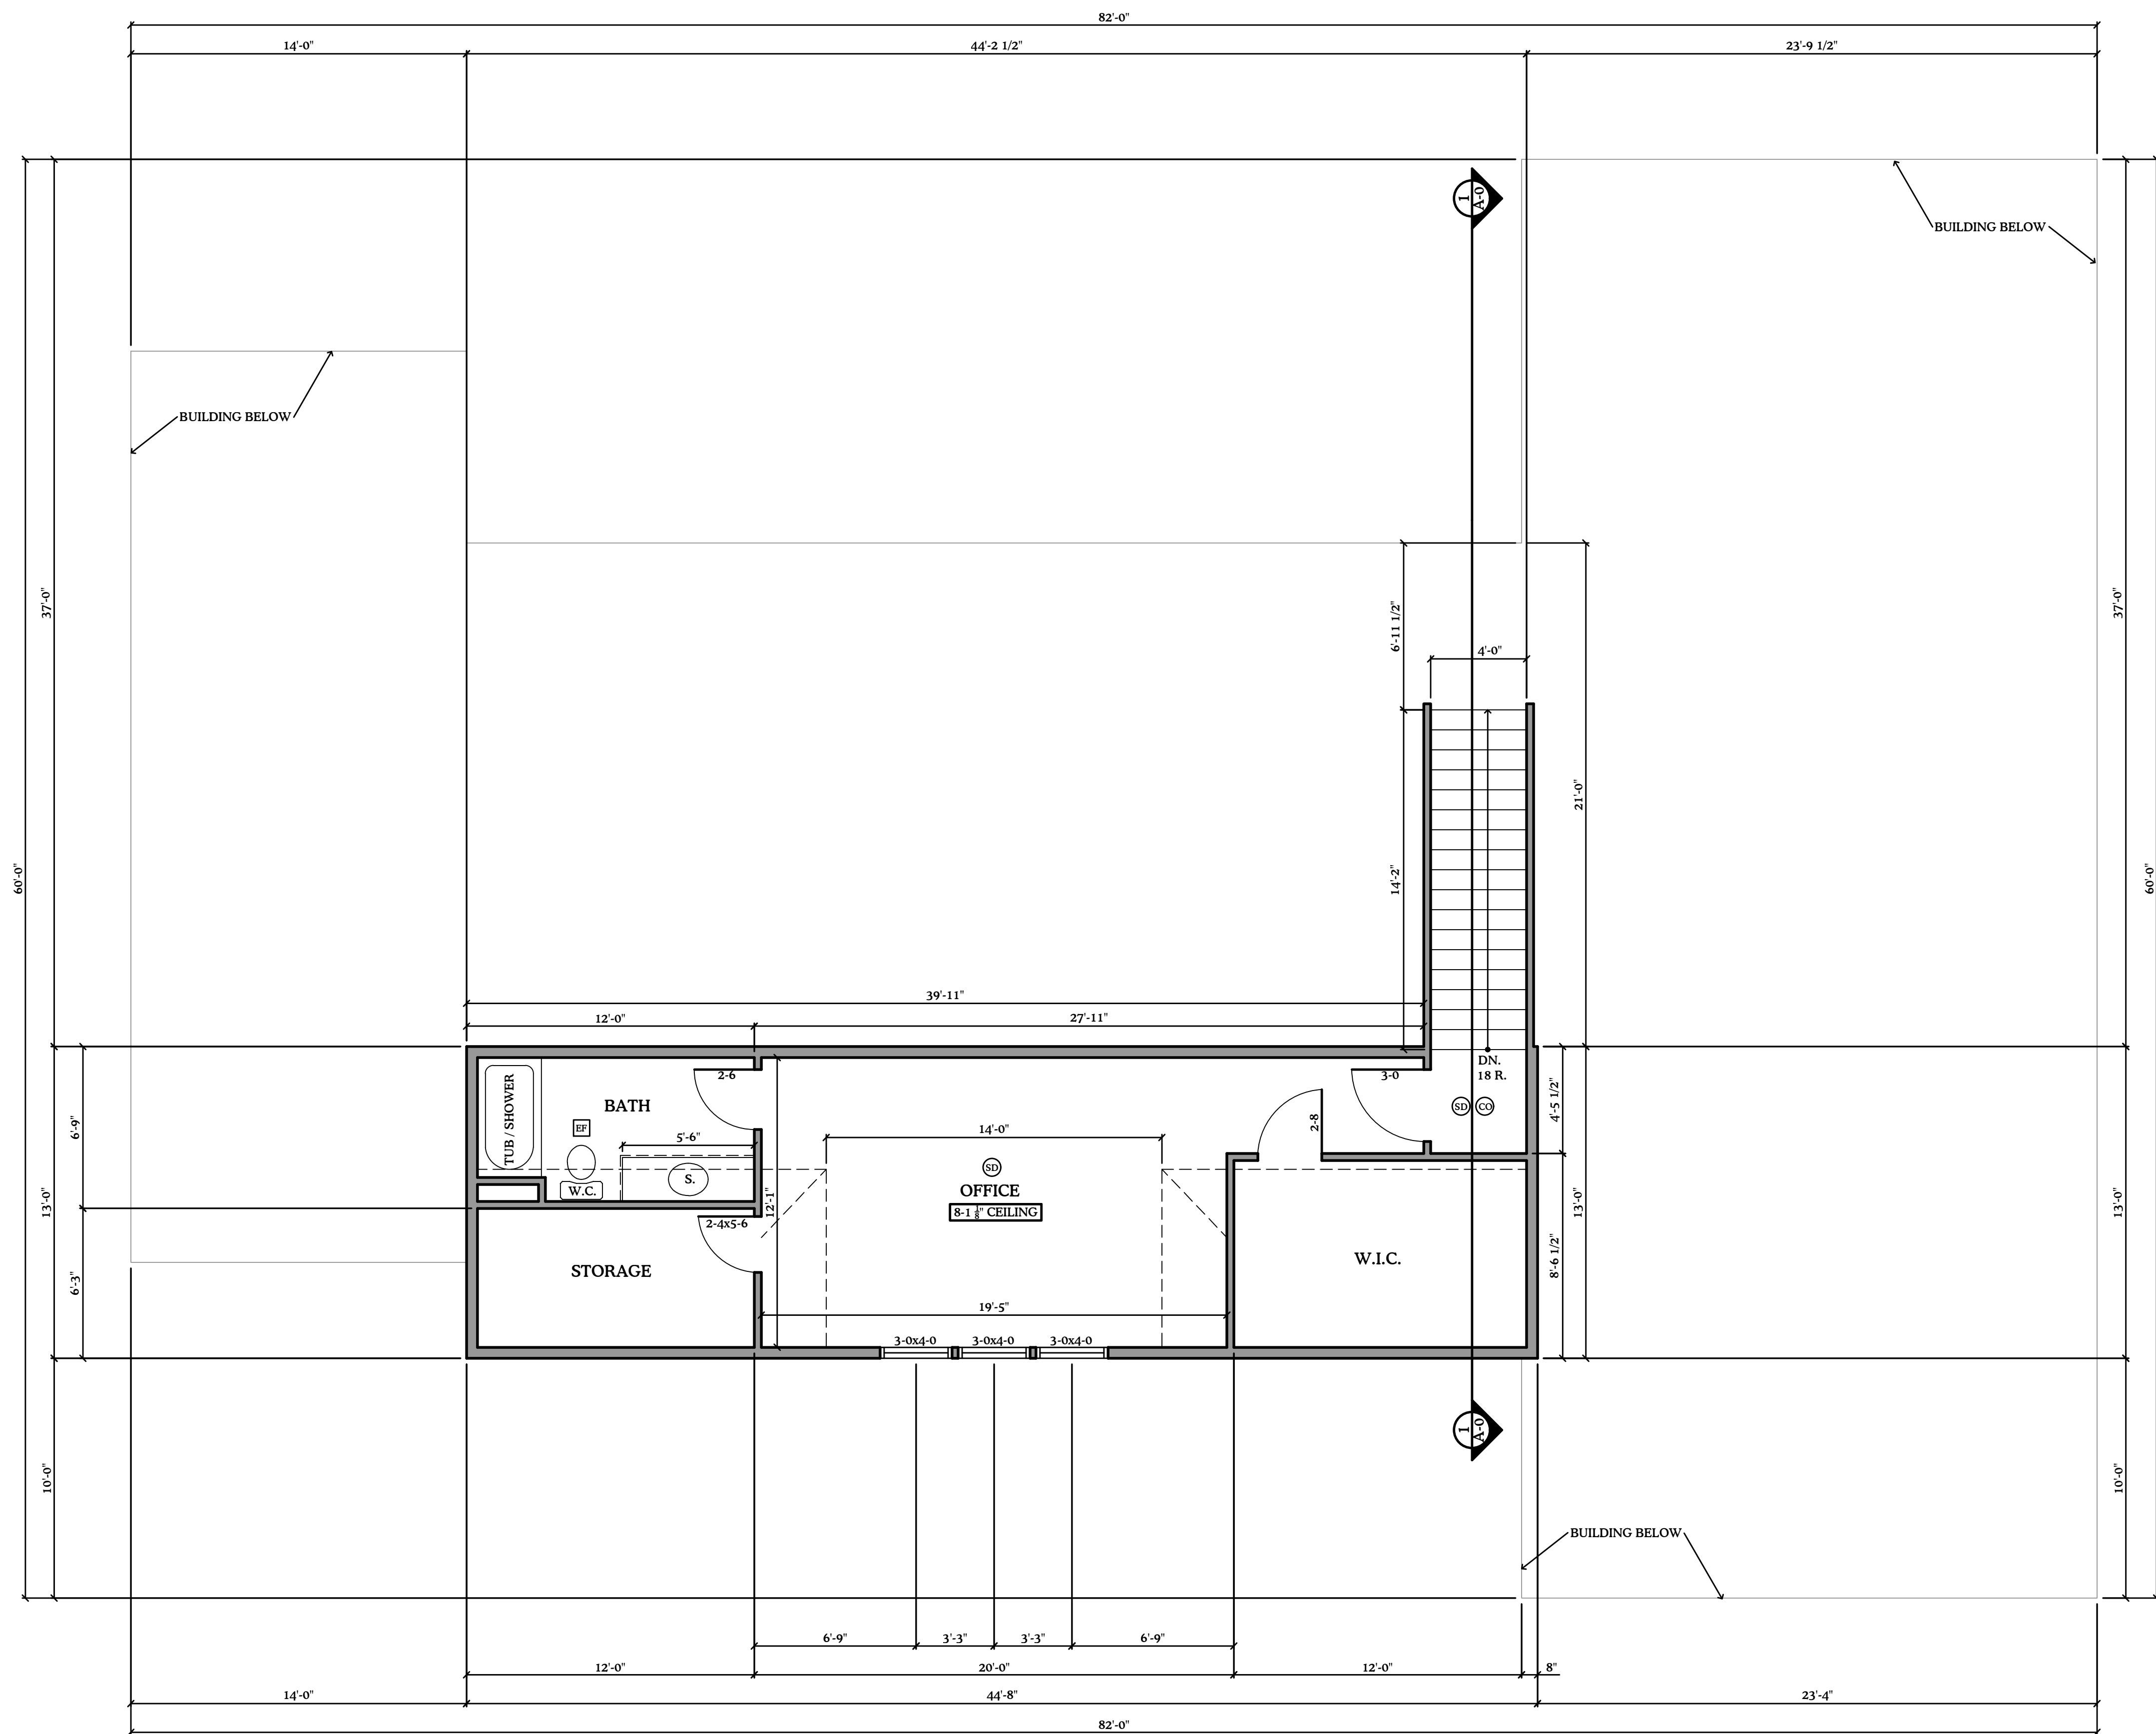 82'-0"
14'-0"
44'-2 1/2"
23'-9 1/2"
1
A-0
BUILDING BELOW
BUILDING BELOW
37'-0"
37'-0"
6'-11 1/2"
4'-0"
21'-0"
60'-0"
60'-0"
14'-2"
39'-11"
12'-0"
27'-11"
DN.
18 R.
2-6
3-0
TUB / SHOWER
BATH
SD
CO
4'-5 1/2"
6'-9"
EF
5'-6"
14'-0"
2-8
SD
S.
W.C.
OFFICE
12'-1"
13'-0"
13'-0"
13'-0"
8-1 1/8" CEILING
2-4x5-6
W.I.C.
8'-6 1/2"
STORAGE
6'-3"
19'-5"
3-0x4-0
3-0x4-0
3-0x4-0
1
A-0
10'-0"
10'-0"
BUILDING BELOW
6'-9"
3'-3"
3'-3"
6'-9"
12'-0"
20'-0"
12'-0"
8"
14'-0"
44'-8"
23'-4"
82'-0"